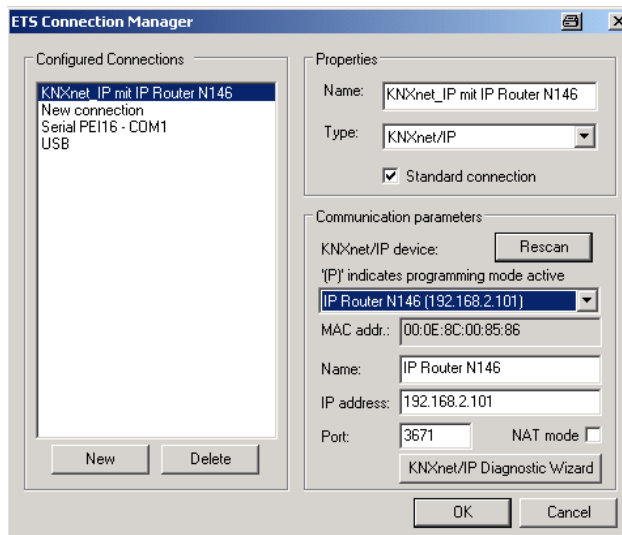 ETS Connection Manager
Configured Connections
KNXnet_IP mit IP Router N146
New connection
Serial PEI16 - COM1
USB
New
Delete
Properties
Name: KNXnet_IP mit IP Router N146
Type: KNXnet/IP
Standard connection
Communication parameters
KNXnet/IP device: Rescan
'(P)' indicates programming mode active
IP Router N146 (192.168.2.101)
MAC addr.: 00:0E:8C:00:85:86
Name: IP Router N146
IP address: 192.168.2.101
Port: 3671 NAT mode
KNXnet/IP Diagnostic Wizard
OK
Cancel